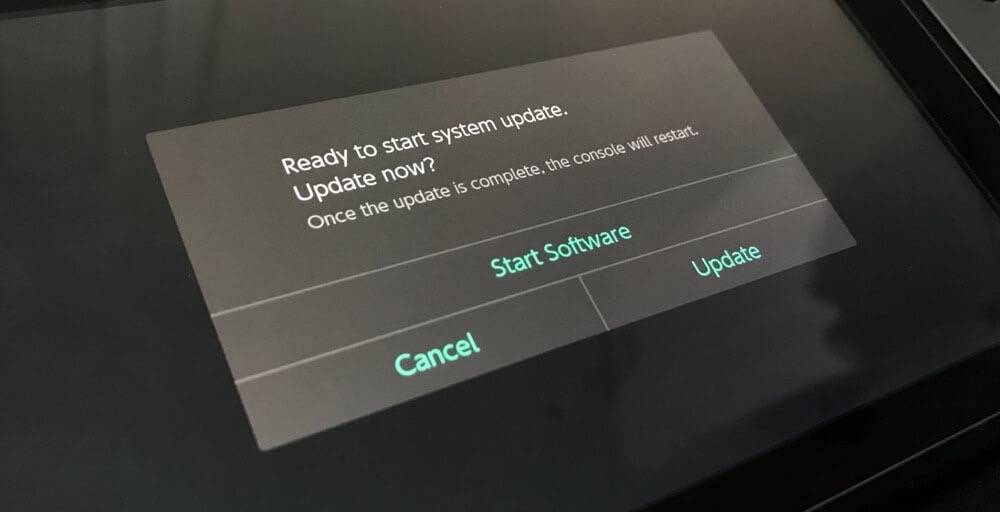 Ready to start system update.
Update now?
Once the update is complete, the console will restart.
Start Software
Cancel
Update